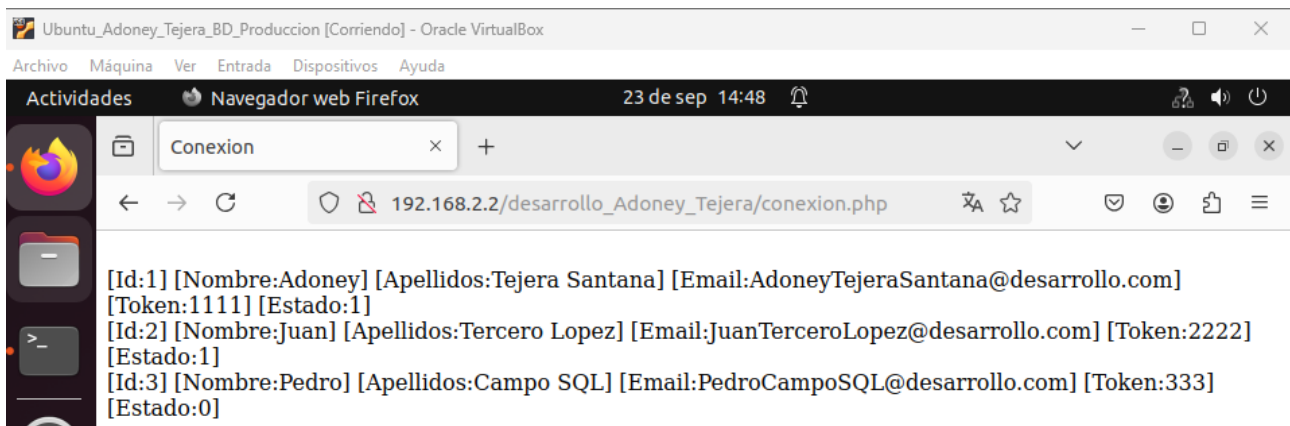 Ubuntu_Adoney_Tejera_BD_Produccion [Corriendo] - Oracle VirtualBox
Archivo Máquina Ver Entrada Dispositivos Ayuda
Actividades Navegador web Firefox 23 de sep 14:48
Conexion
192.168.2.2/desarrollo_Adoney_Tejera/conexion.php
[Id:1] [Nombre:Adoney] [Apellidos:Tejera Santana] [Email:AdoneyTejeraSantana@desarrollo.com]
[Token:1111] [Estado:1]
[Id:2] [Nombre:Juan] [Apellidos:Tercero Lopez] [Email:JuanTerceroLopez@desarrollo.com] [Token:2222]
[Estado:1]
[Id:3] [Nombre:Pedro] [Apellidos:Campo SQL] [Email:PedroCampoSQL@desarrollo.com] [Token:333]
[Estado:0]